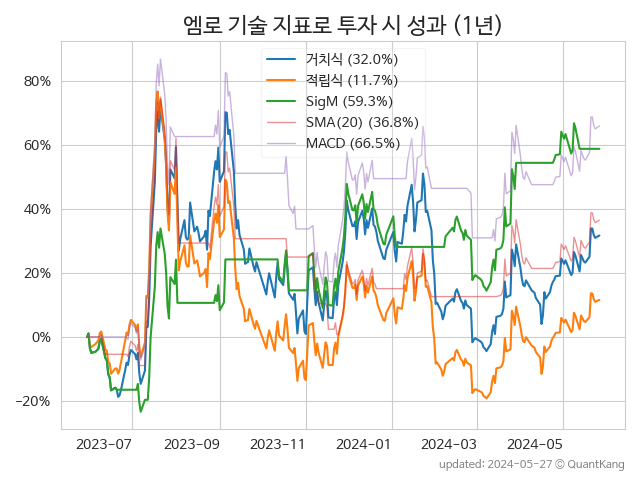 엠로 기술 지표로 투자 시 성과 (1년)
거치식 (32.0%)
적립식 (11.7%)
SigM (59.3%)
SMA(20) (36.8%)
MACD (66.5%)
80%
60%
40%
20%
0%
−20%
2023−07
2023−09
2023−11
2024−01
2024−03
2024−05
updated: 2024-05-27 © QuantKang